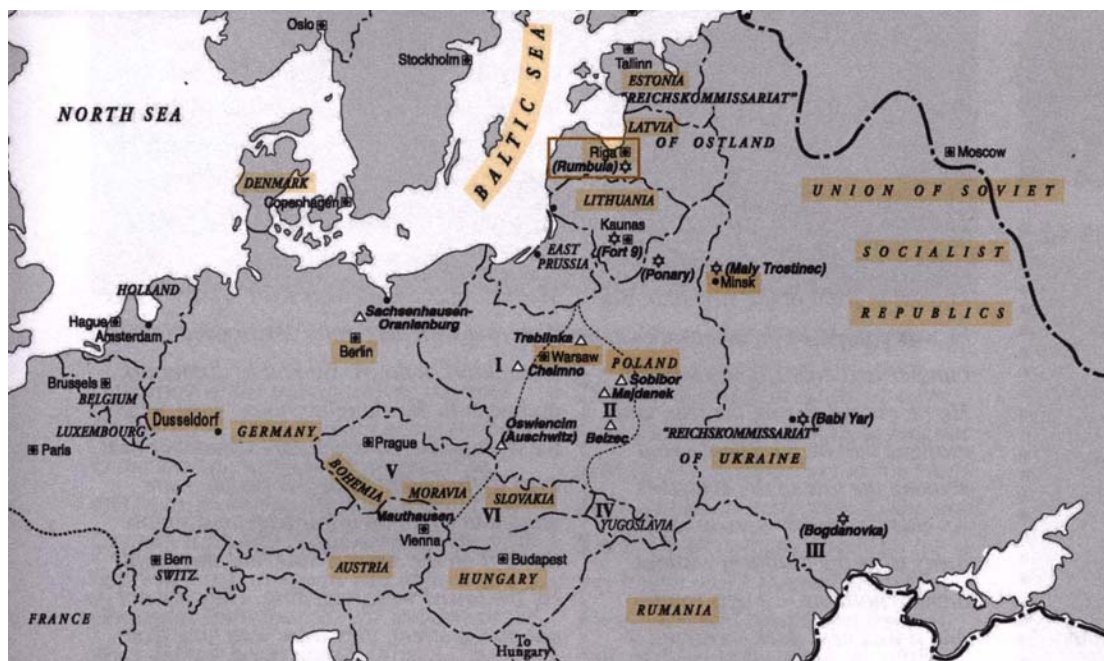 Oslo
Stockholm
Tallinn
ESTONIA
"REICHSKOMMISSARIAT"
NORTH SEA
BALTIC SEA
LATVIA
OF OSTLAND
Riga
(Rumbula)
Moscow
DENMARK
Copenhagen
LITHUANIA
UNION OF SOVIET
Kaunas
(Fort 9)
EAST
PRUSSIA
(Ponary)
SOCIALIST
(Maly Trostinec)
Minsk
HOLLAND
REPUBLICS
Hague
Amsterdam
Sachsenhausen-
Oranienburg
Berlin
Treblinka
I
Warsaw
Chelmno
POLAND
Sobibor
Majdanek
Brussels
BELGIUM
II
Dusseldorf
GERMANY
LUXEMBOURG
Oswiencim
(Auschwitz)
Belzec
(Babi Yar)
"REICHSKOMMISSARIAT"
OF UKRAINE
Paris
Prague
V
BOHEMIA
MORAVIA
SLOVAKIA
VI
IV
YUGOSLAVIA
Mauthausen
Vienna
(Bogdanovka)
III
Bern
SWITZ.
AUSTRIA
Budapest
HUNGARY
RUMANIA
FRANCE
To
Hungary